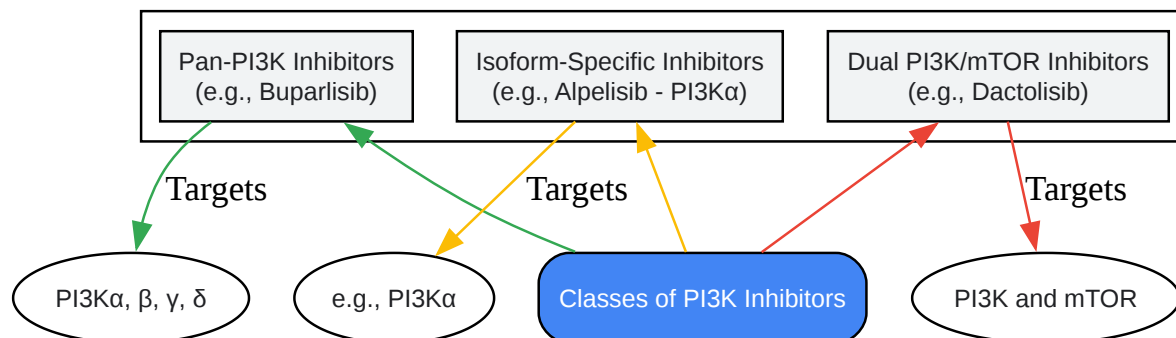 Pan-PI3K Inhibitors
(e.g., Buparlisib)
Isoform-Specific Inhibitors
(e.g., Alpelisib - PI3Kα)
Dual PI3K/mTOR Inhibitors
(e.g., Dactolisib)
Targets
Targets
Targets
PI3Kα, β, γ, δ
e.g., PI3Kα
Classes of PI3K Inhibitors
PI3K and mTOR